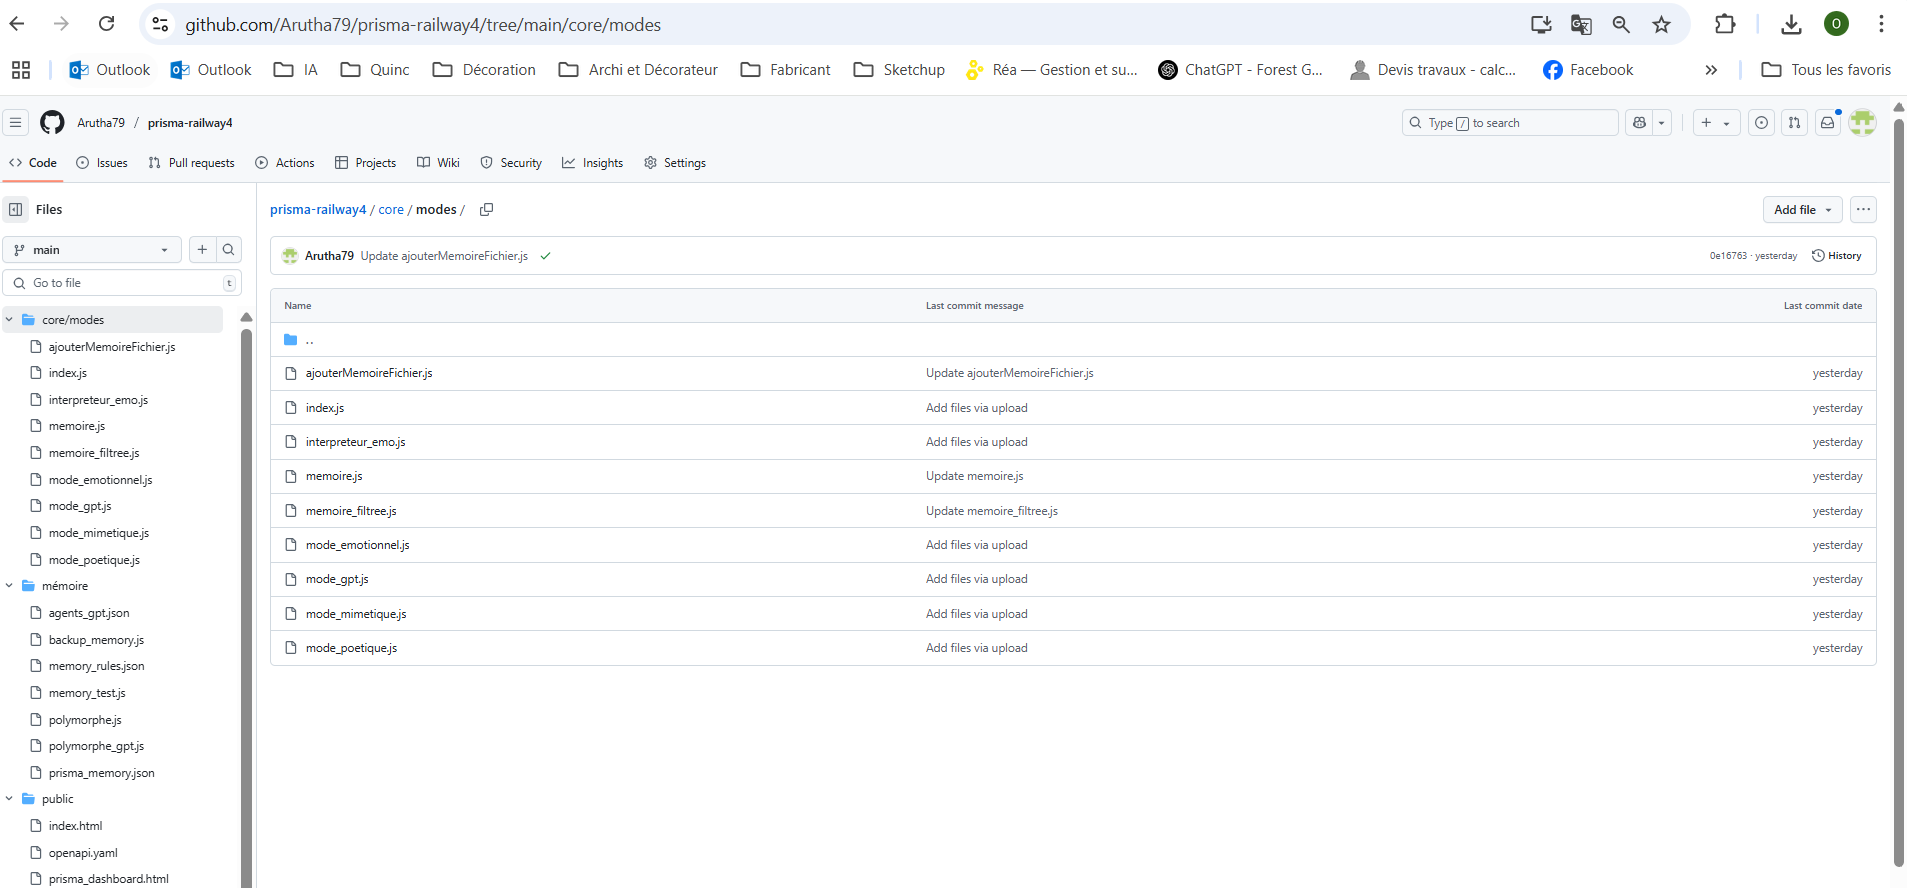 github.com/Arutha79/prisma-railway4/tree/main/core/modes
O
Outlook Outlook IA Quinc Décoration Archi et Décorateur Fabricant Sketchup Réa — Gestion et su... ChatGPT - Forest G... Devis travaux - calc... Facebook » Tous les favoris
Arutha79 / prisma-railway4
Type / to search
Code Issues Pull requests Actions Projects Wiki Security Insights Settings
Files
main
Go to file t
core/modes
ajouterMemoireFichier.js
index.js
interpreteur_emo.js
memoire.js
memoire_filtree.js
mode_emotionnel.js
mode_gpt.js
mode_mimetique.js
mode_poetique.js
mémoire
agents_gpt.json
backup_memory.js
memory_rules.json
memory_test.js
polymorphe.js
polymorphe_gpt.js
prisma_memory.json
public
index.html
openapi.yaml
prisma_dashboard.html
prisma-railway4 / core / modes /
Add file
Arutha79 Update ajouterMemoireFichier.js
0e16763 · yesterday History
Name Last commit message Last commit date
..
ajouterMemoireFichier.js Update ajouterMemoireFichier.js yesterday
index.js Add files via upload yesterday
interpreteur_emo.js Add files via upload yesterday
memoire.js Update memoire.js yesterday
memoire_filtree.js Update memoire_filtree.js yesterday
mode_emotionnel.js Add files via upload yesterday
mode_gpt.js Add files via upload yesterday
mode_mimetique.js Add files via upload yesterday
mode_poetique.js Add files via upload yesterday